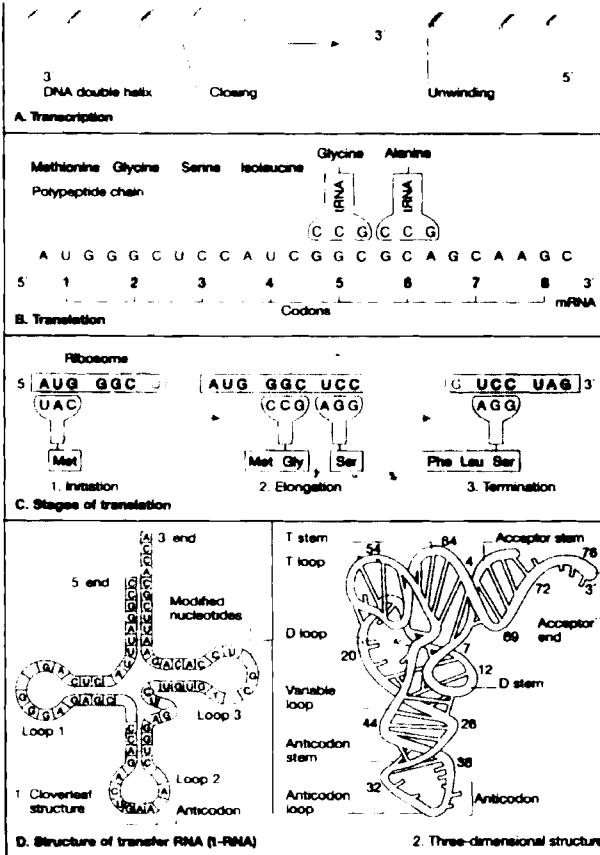 3´
3
5´
DNA double helix Closing Unwinding
A. Transcription
Glycine Alanine
Methionine Glycine Serine Isoleucine
Polypeptide chain
tRNA tRNA
C C G C C G
A U G G G C U C C A U C G G C G C A G C A A G C
5´ 1 2 3 4 5 6 7 8 3´
mRNA
Codons
B. Translation
Ribosome
5 AUG GGC AUG GGC UCC G UCC UAG 3´
UAC CCG AGG AGG
Met Met Gly Ser Phe Leu Ser
1. Initiation 2. Elongation 3. Termination
C. Stages of translation
3 end
5 end
Modified
nucleotides
Loop 1
Loop 3
Loop 2
1 Cloverleaf
structure
Anticodon
D. Structure of transfer RNA (t-RNA)
T stem 64 Acceptor stem
T loop 54 4 76
3´
72
D loop 69 Acceptor
end
20 7
12
D stem
Variable
loop
44 26
Anticodon
stem
38
32
Anticodon
loop
Anticodon
2. Three-dimensional structure